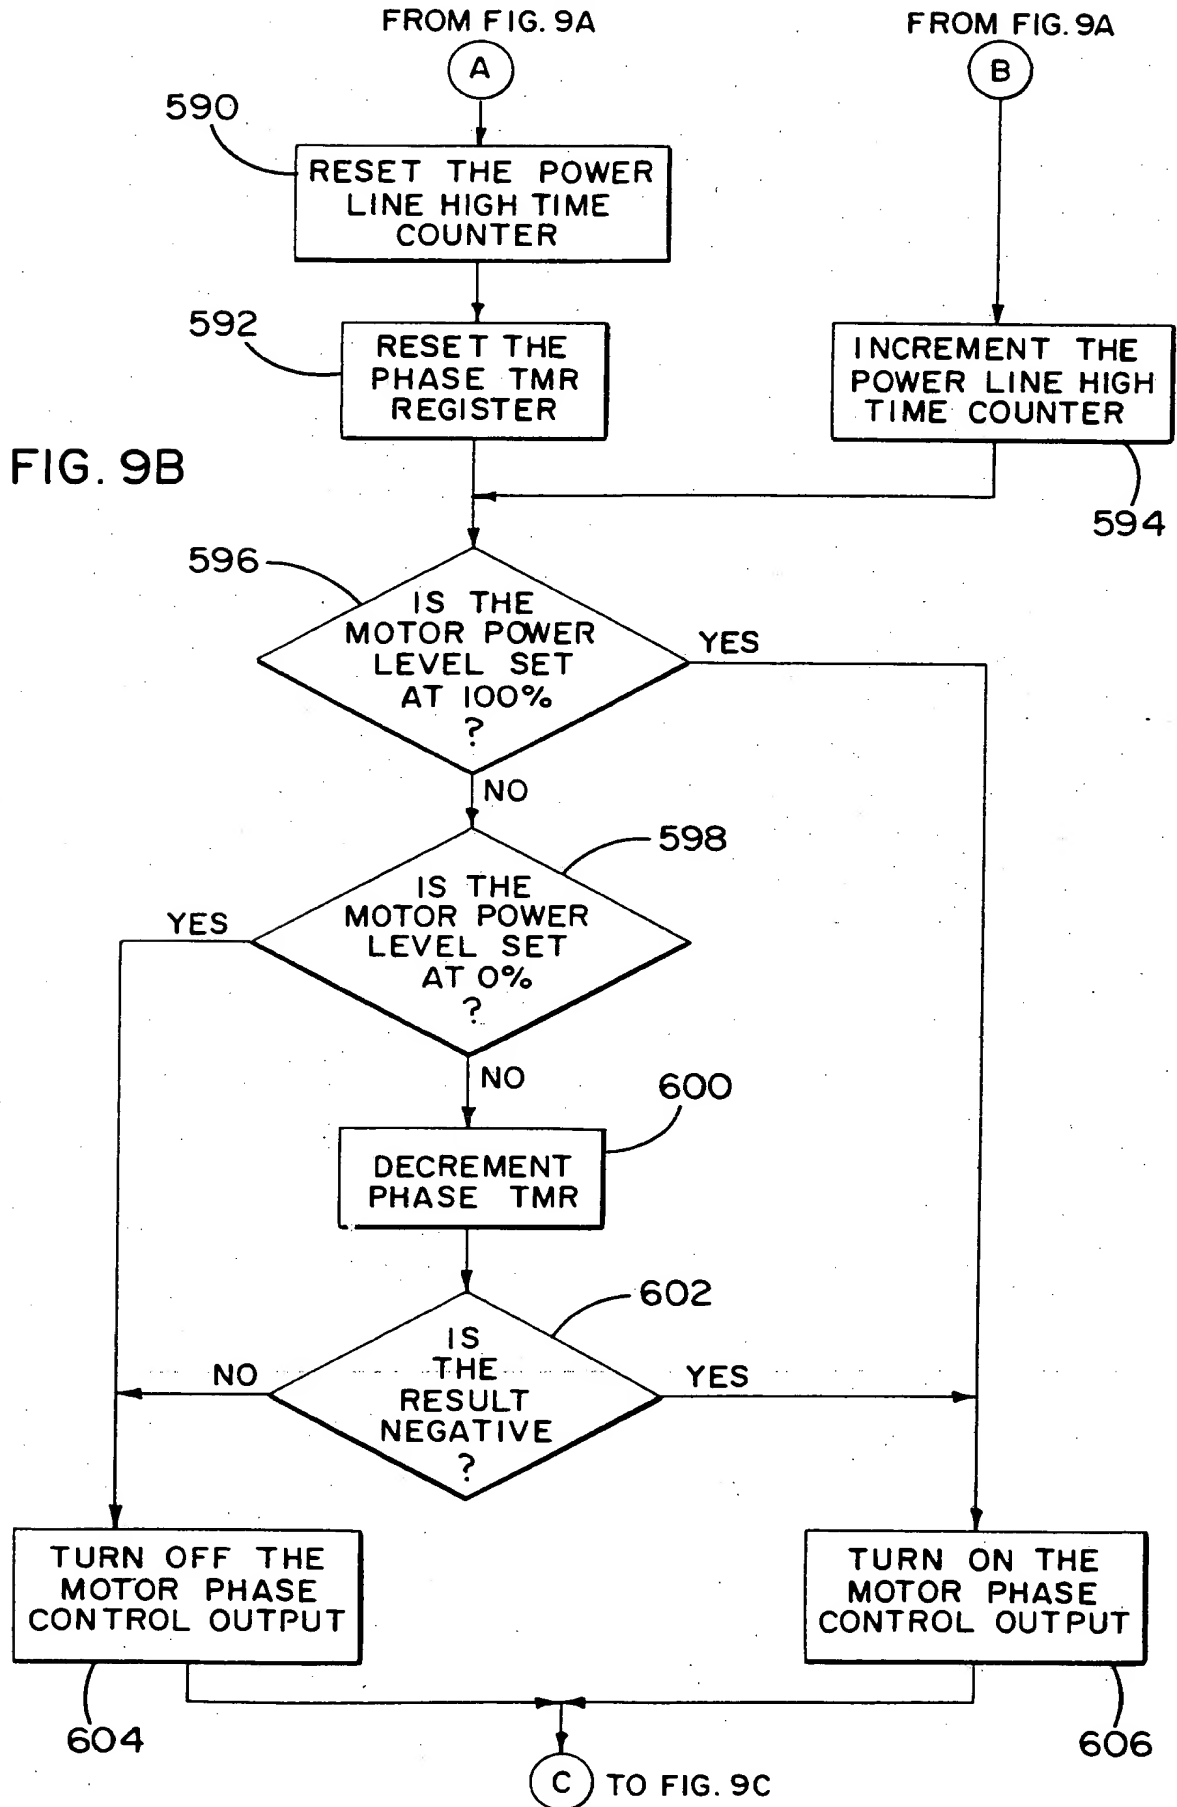 FROM FIG. 9A
A
FROM FIG. 9A
B
590
RESET THE POWER
LINE HIGH TIME
COUNTER
592
RESET THE
PHASE TMR
REGISTER
INCREMENT THE
POWER LINE HIGH
TIME COUNTER
594
FIG. 9B
596
IS THE
MOTOR POWER
LEVEL SET
AT 100%
?
YES
NO
598
IS THE
MOTOR POWER
LEVEL SET
AT 0%
?
YES
NO
600
DECREMENT
PHASE TMR
602
IS
THE
RESULT
NEGATIVE
?
NO
YES
TURN OFF THE
MOTOR PHASE
CONTROL OUTPUT
604
TURN ON THE
MOTOR PHASE
CONTROL OUTPUT
606
C
TO FIG. 9C